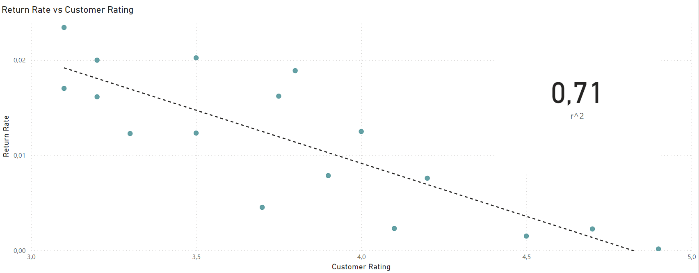 Return Rate vs Customer Rating
0,02
0,01
0,00
Return Rate
0,71
r^2
3,0
3,5
4,0
4,5
5,0
Customer Rating